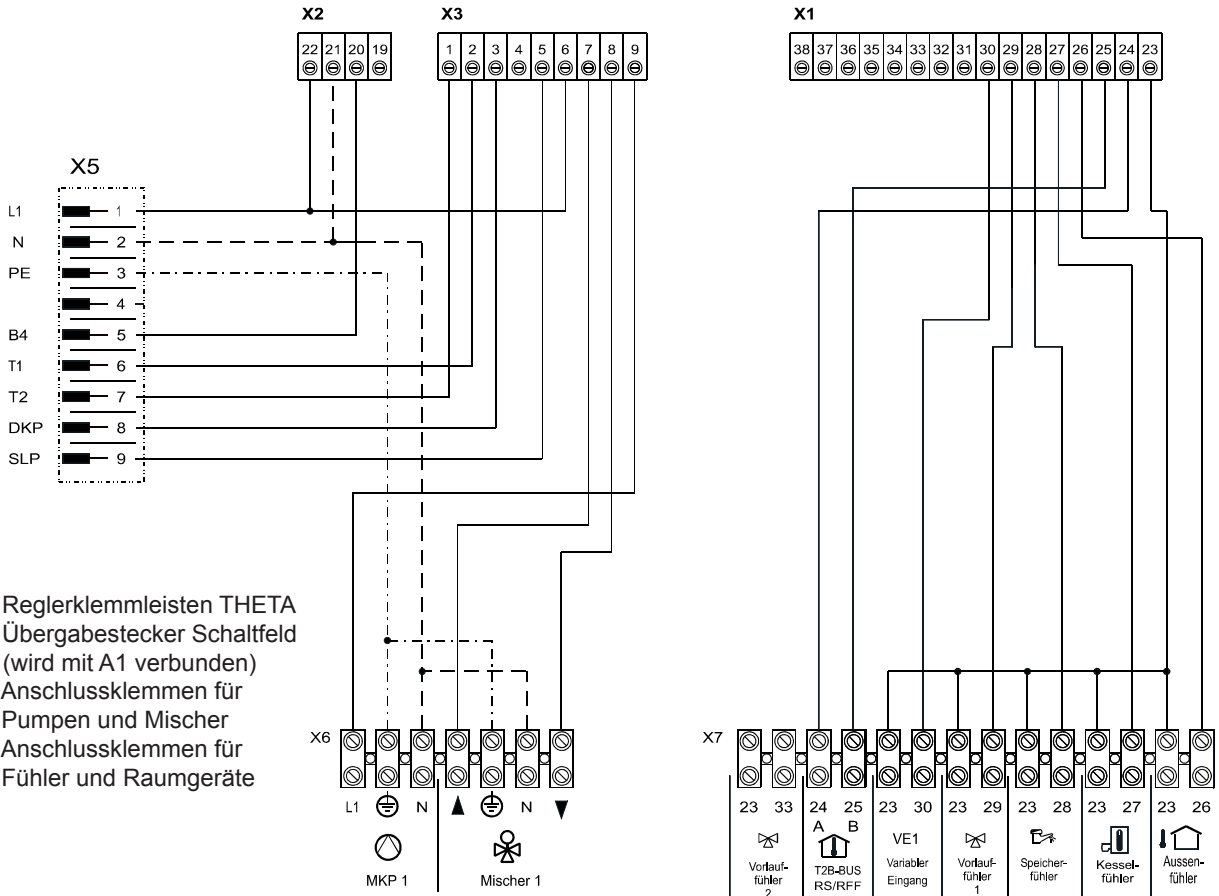 X2 X3 X1
22 21 20 19 1 2 3 4 5 6 7 8 9 38 37 36 35 34 33 32 31 30 29 28 27 26 25 24 23
X5
L1 1
N 2
PE 3
4
B4 5
T1 6
T2 7
DKP 8
SLP 9
Reglerklemmleisten THETA
Übergabestecker Schaltfeld
(wird mit A1 verbunden)
Anschlussklemmen für
Pumpen und Mischer
Anschlussklemmen für
Fühler und Raumgeräte
X6 X7
L1 N N 23 33 24 25 23 30 23 29 23 28 23 27 23 26
A B
MKP 1 Mischer 1
Vorlauf-
fühler
2
T2B-BUS
RS/RFF
VE1
Variabler
Eingang
Vorlauf-
fühler
1
Speicher-
fühler
Kessel-
fühler
Aussen-
fühler